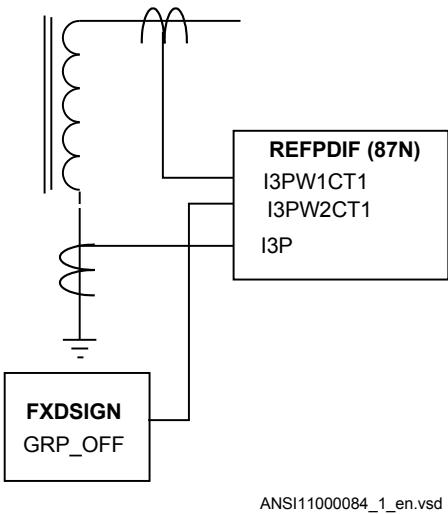 REFPDIF (87N)
I3PW1CT1
I3PW2CT1
I3P
FXDSIGN
GRP_OFF
ANSI11000084_1_en.vsd